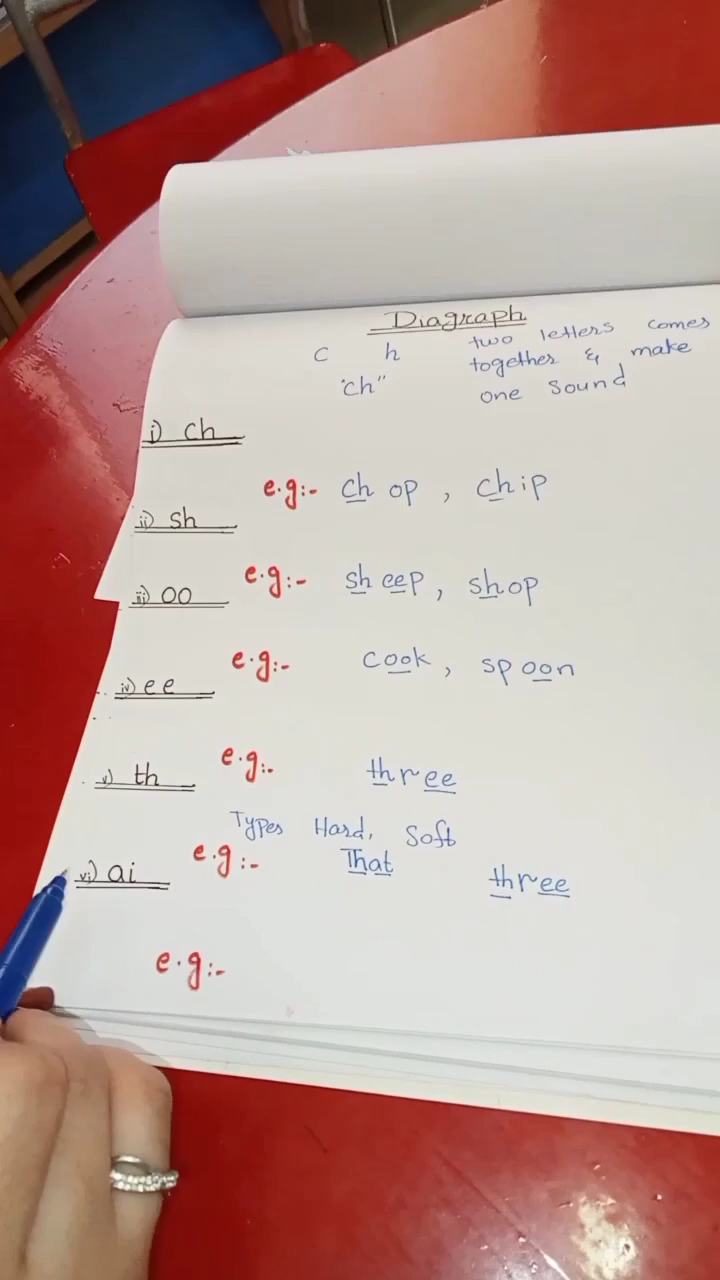 Diagraph
c h two letters comes
"ch" together & make
one sound
i) ch
e.g:- ch op , chip
ii) sh
e.g:- sheep, shop
iii) oo
e.g:- cook, spoon
iv) ee
e.g:- three
v) th
Types Hard, Soft
e.g:- That three
vi) ai
e.g:-